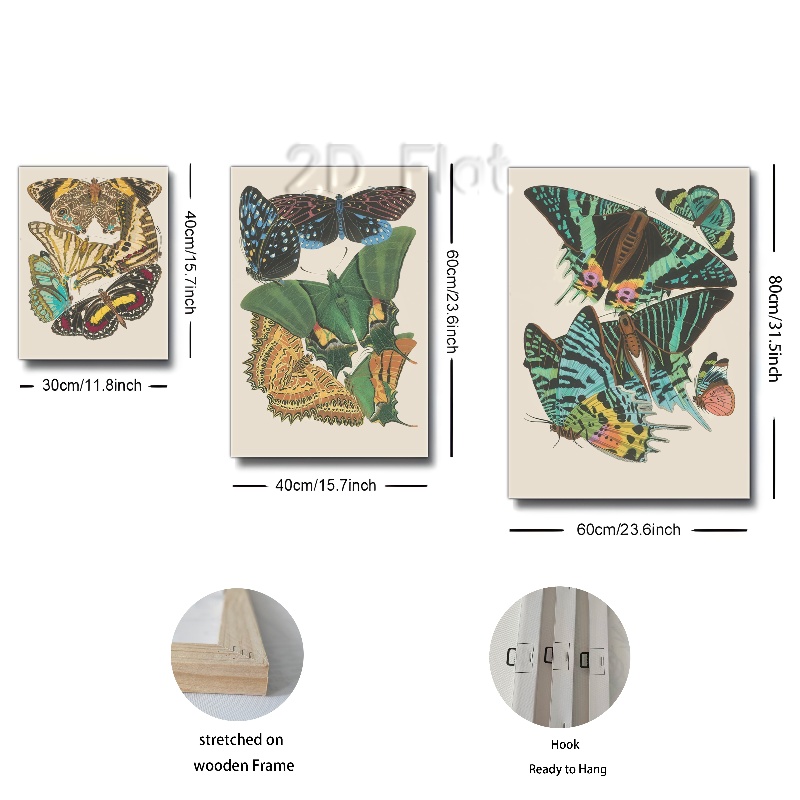 2D Flat
40cm/15.7inch
30cm/11.8inch
60cm/23.6inch
40cm/15.7inch
80cm/31.5inch
60cm/23.6inch
stretched on
wooden Frame
Hook
Ready to Hang